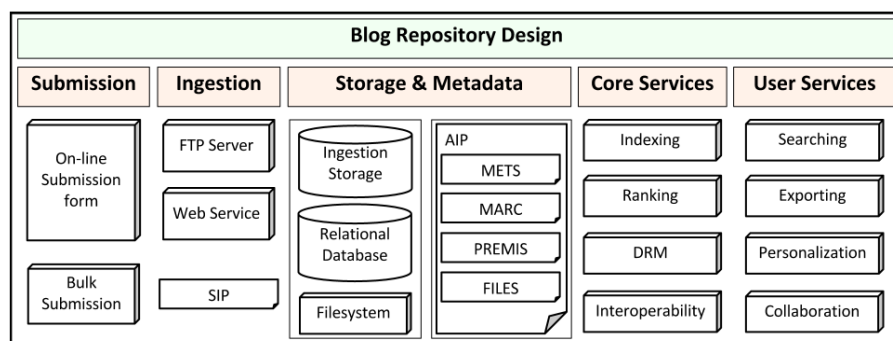 Blog Repository Design
Submission
Ingestion
Storage & Metadata
Core Services
User Services
On-line
Submission
form
Bulk
Submission
FTP Server
Web Service
SIP
Ingestion
Storage
Relational
Database
Filesystem
AIP
METS
MARC
PREMIS
FILES
Indexing
Ranking
DRM
Interoperability
Searching
Exporting
Personalization
Collaboration